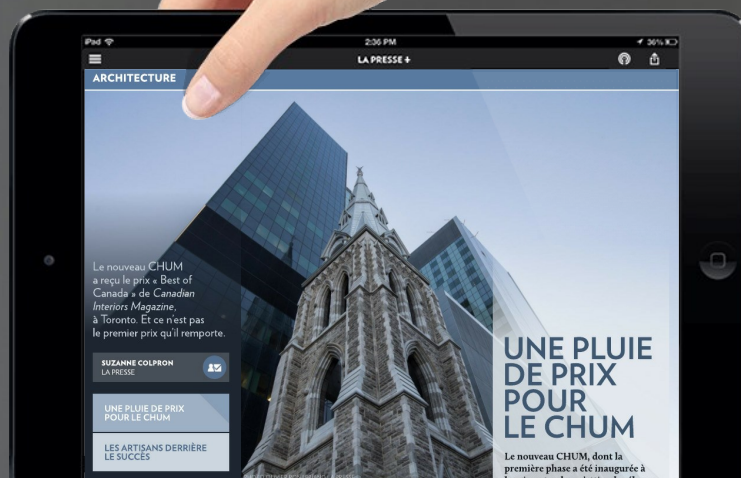 iPad
2:36 PM
36%
LA PRESSE+
ARCHITECTURE
Le nouveau CHUM
a reçu le prix « Best of
Canada » de Canadian
Interiors Magazine,
à Toronto. Et ce n'est pas
le premier prix qu'il remporte.
SUZANNE COLPRON
LA PRESSE
UNE PLUIE DE PRIX
POUR LE CHUM
LES ARTISANS DERRIÈRE
LE SUCCÈS
UNE PLUIE
DE PRIX
POUR
LE CHUM
Le nouveau CHUM, dont la
première phase a été inaugurée à